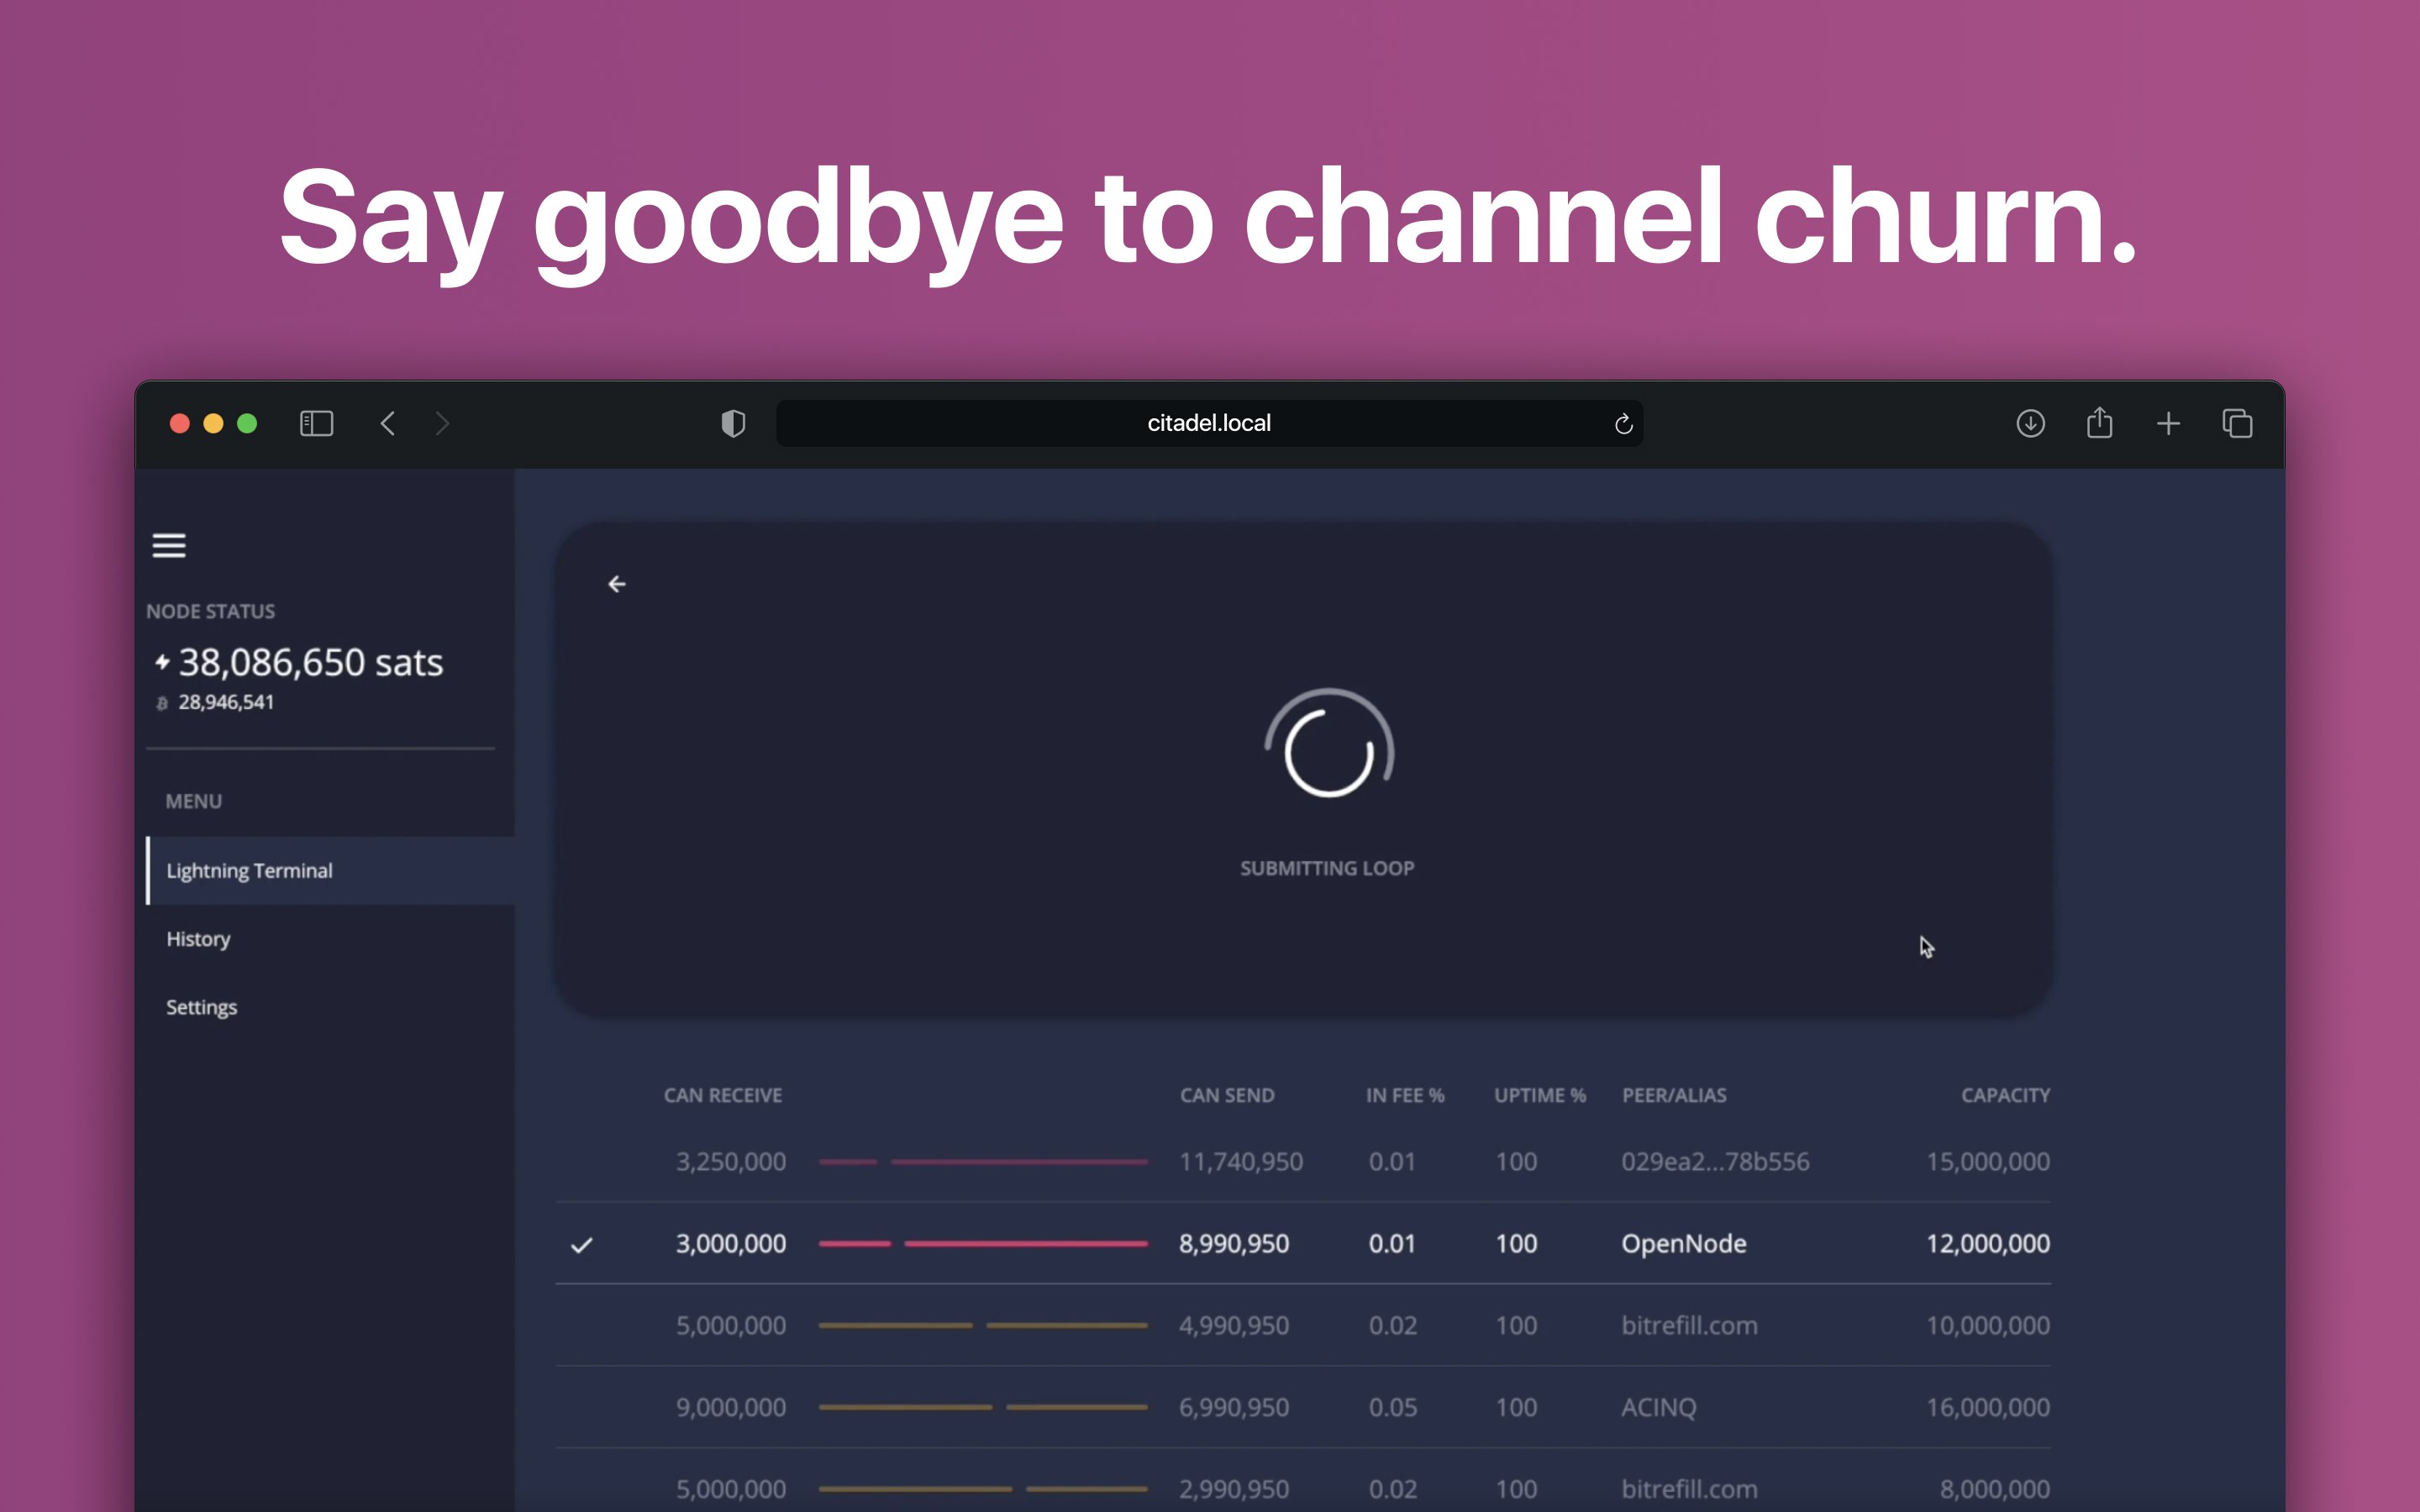 Say goodbye to channel churn.
citadel.local
NODE STATUS
38,086,650 sats
28,946,541
MENU
Lightning Terminal
History
Settings
SUBMITTING LOOP
CAN RECEIVE CAN SEND IN FEE % UPTIME % PEER/ALIAS CAPACITY
3,250,000 11,740,950 0.01 100 029ea2...78b556 15,000,000
3,000,000 8,990,950 0.01 100 OpenNode 12,000,000
5,000,000 4,990,950 0.02 100 bitrefill.com 10,000,000
9,000,000 6,990,950 0.05 100 ACINQ 16,000,000
5,000,000 2,990,950 0.02 100 bitrefill.com 8,000,000